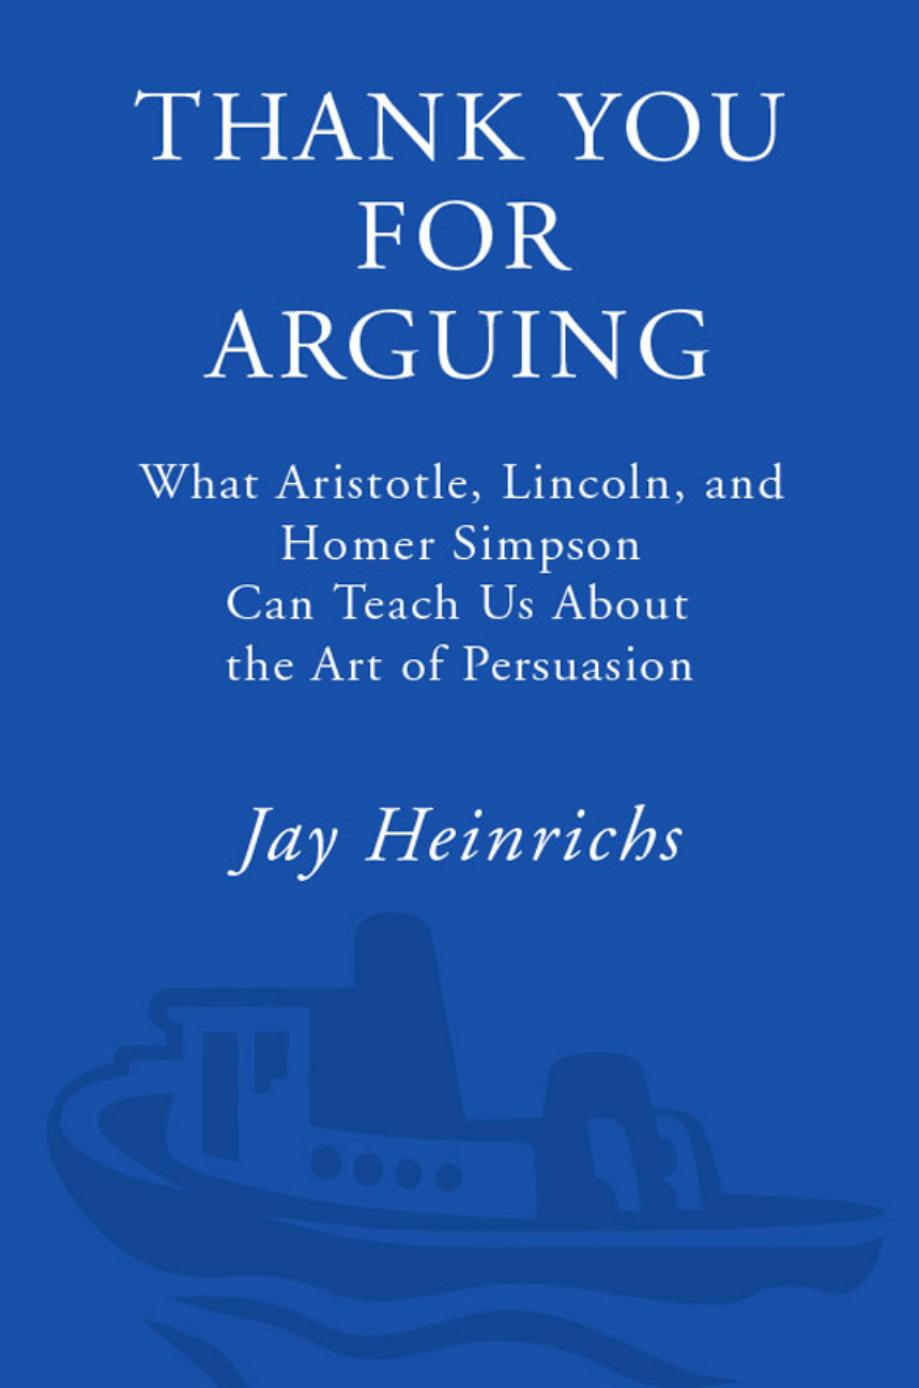 THANK YOU
FOR
ARGUING
What Aristotle, Lincoln, and
Homer Simpson
Can Teach Us About
the Art of Persuasion
Jay Heinrichs